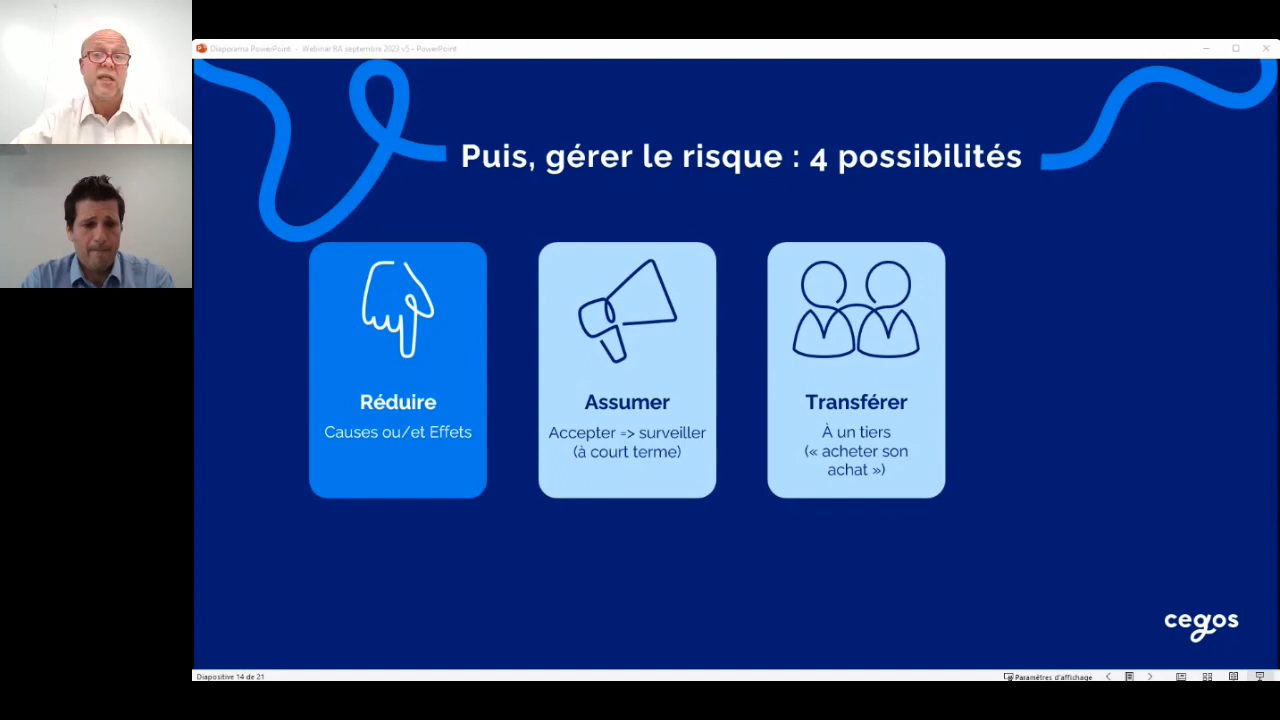 Diaporama PowerPoint - Webinar RA septembre 2023 v5 - PowerPoint
Puis, gérer le risque : 4 possibilités
Réduire
Causes ou/et Effets
Assumer
Accepter => surveiller
(à court terme)
Transférer
À un tiers
(« acheter son
achat »)
cegos
Diapositive 14 de 21
Paramètres d'affichage